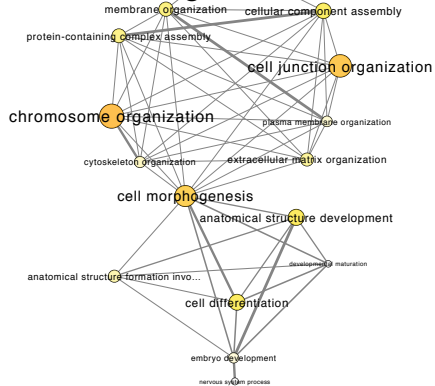 membrane organization
cellular component assembly
protein-containing complex assembly
cell junction organization
chromosome organization
plasma membrane organization
cytoskeleton organization
extracellular matrix organization
cell morphogenesis
anatomical structure development
developmental maturation
anatomical structure formation invo...
cell differentiation
embryo development
nervous system process